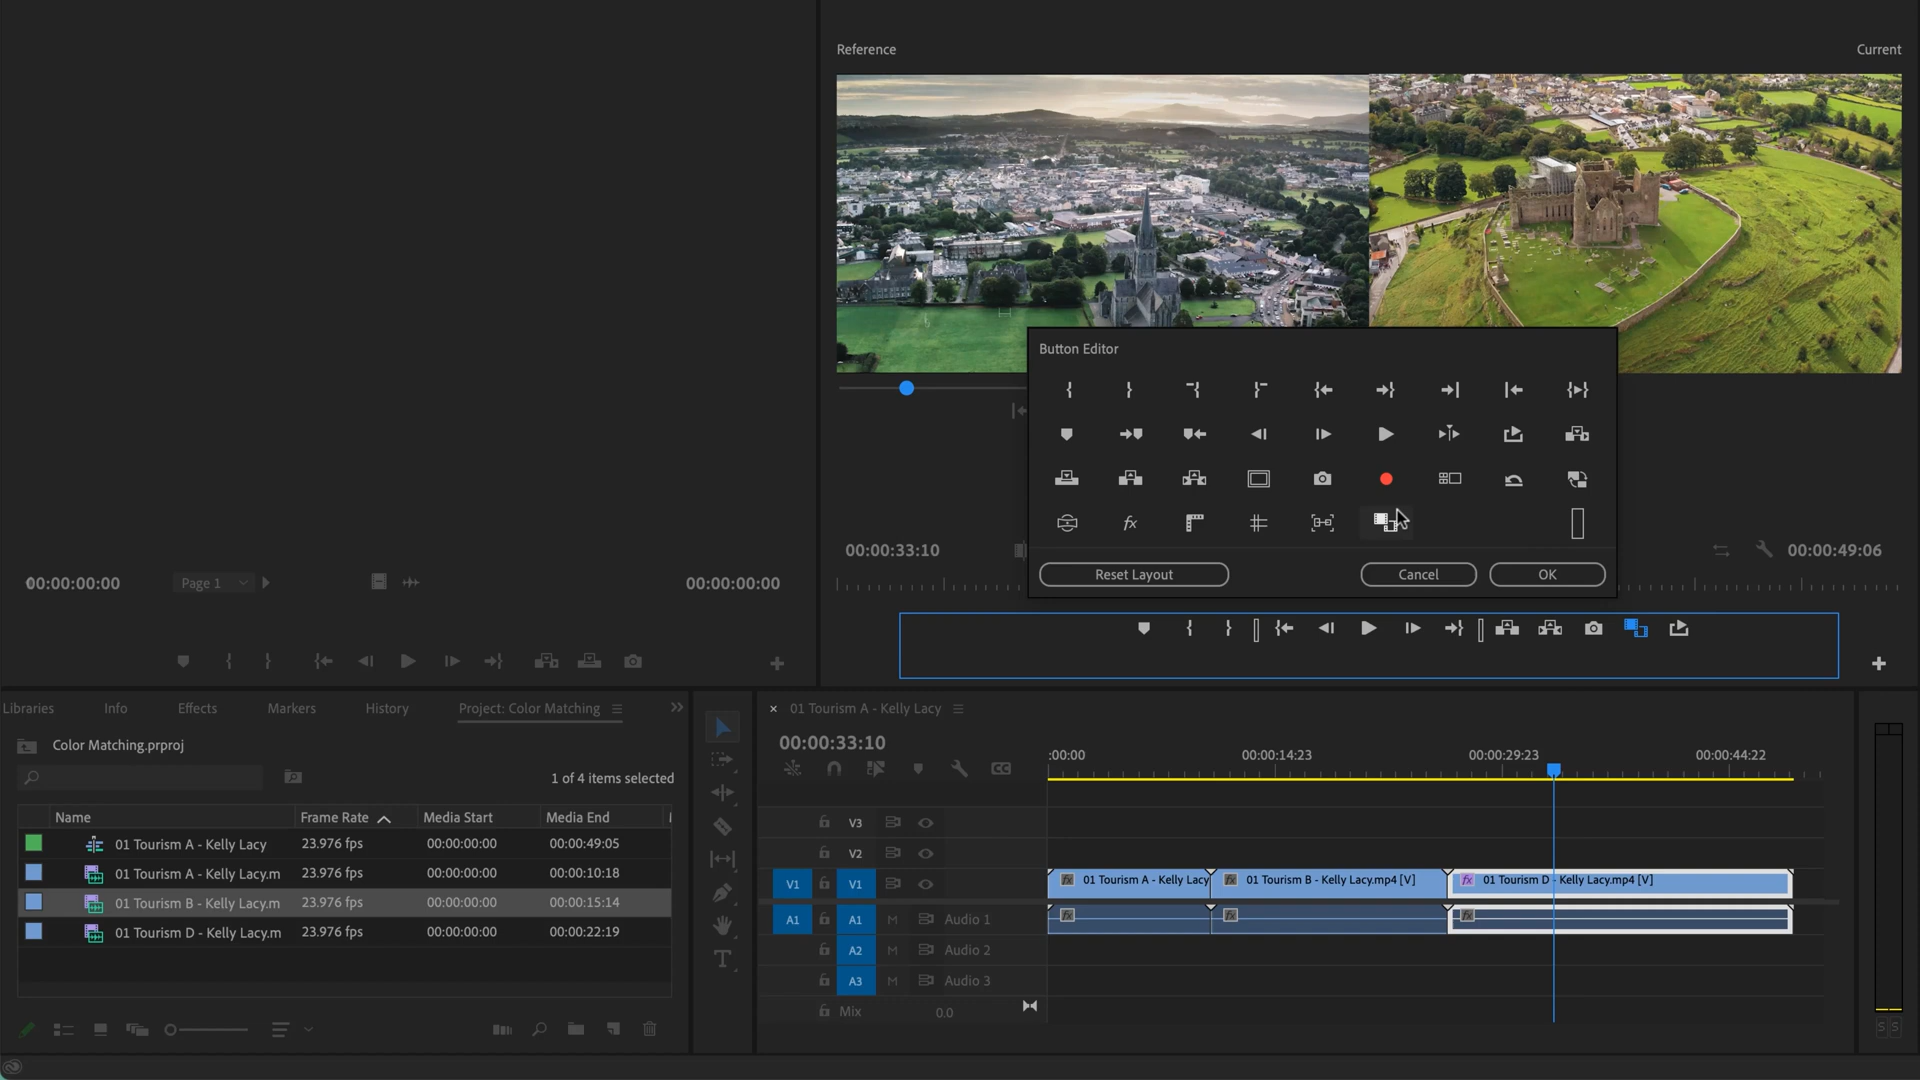 Reference
Current
Button Editor
Reset Layout
Cancel
OK
00:00:33:10
00:00:49:06
00:00:00:00
Page 1
00:00:00:00
Libraries
Info
Effects
Markers
History
Project: Color Matching
Color Matching.prproj
1 of 4 items selected
Name
Frame Rate
Media Start
Media End
01 Tourism A - Kelly Lacy
23.976 fps
00:00:00:00
00:00:49:05
01 Tourism A - Kelly Lacy.m
23.976 fps
00:00:00:00
00:00:10:18
01 Tourism B - Kelly Lacy.m
23.976 fps
00:00:00:00
00:00:15:14
01 Tourism D - Kelly Lacy.m
23.976 fps
00:00:00:00
00:00:22:19
01 Tourism A - Kelly Lacy
00:00:33:10
:00:00
00:00:14:23
00:00:29:23
00:00:44:22
V3
V2
V1
V1
01 Tourism A - Kelly Lacy
01 Tourism B - Kelly Lacy.mp4 [V]
01 Tourism D - Kelly Lacy.mp4 [V]
A1
A1
M
Audio 1
A2
M
Audio 2
A3
M
Audio 3
Mix
0.0
S S